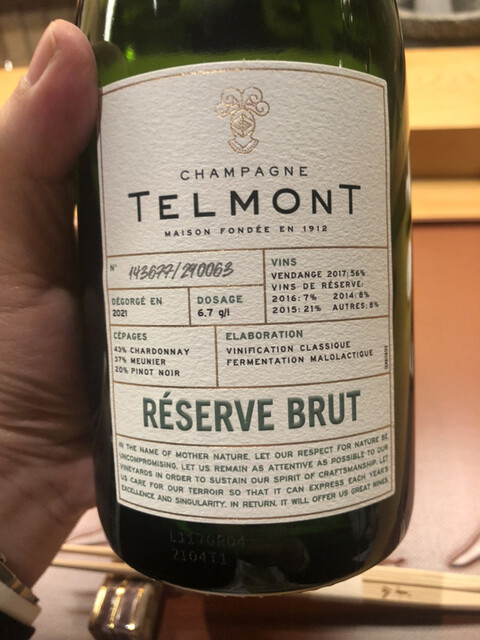 CHAMPAGNE
TELMONT
MAISON FONDÉE EN 1912
N° 143677/290063
DÉGORGÉ EN
2021
DOSAGE
6.7 g/l
VINS
VENDANGE 2017: 56%
VINS DE RÉSERVE:
2016: 7% 2014: 8%
2015: 21% AUTRES: 8%
CÉPAGES
43% CHARDONNAY
37% MEUNIER
20% PINOT NOIR
ELABORATION
VINIFICATION CLASSIQUE
FERMENTATION MALOLACTIQUE
RÉSERVE BRUT
IN THE NAME OF MOTHER NATURE, LET OUR RESPECT FOR NATURE BE
UNCOMPROMISING, LET US REMAIN AS ATTENTIVE AS POSSIBLE TO OUR
VINEYARDS IN ORDER TO SUSTAIN OUR SPIRIT OF CRAFTSMANSHIP. LET
US CARE FOR OUR TERROIR SO THAT IT CAN EXPRESS EACH YEAR'S
EXCELLENCE AND SINGULARITY. IN RETURN, IT WILL OFFER US GREAT WINES.
L117GR04
2104T1